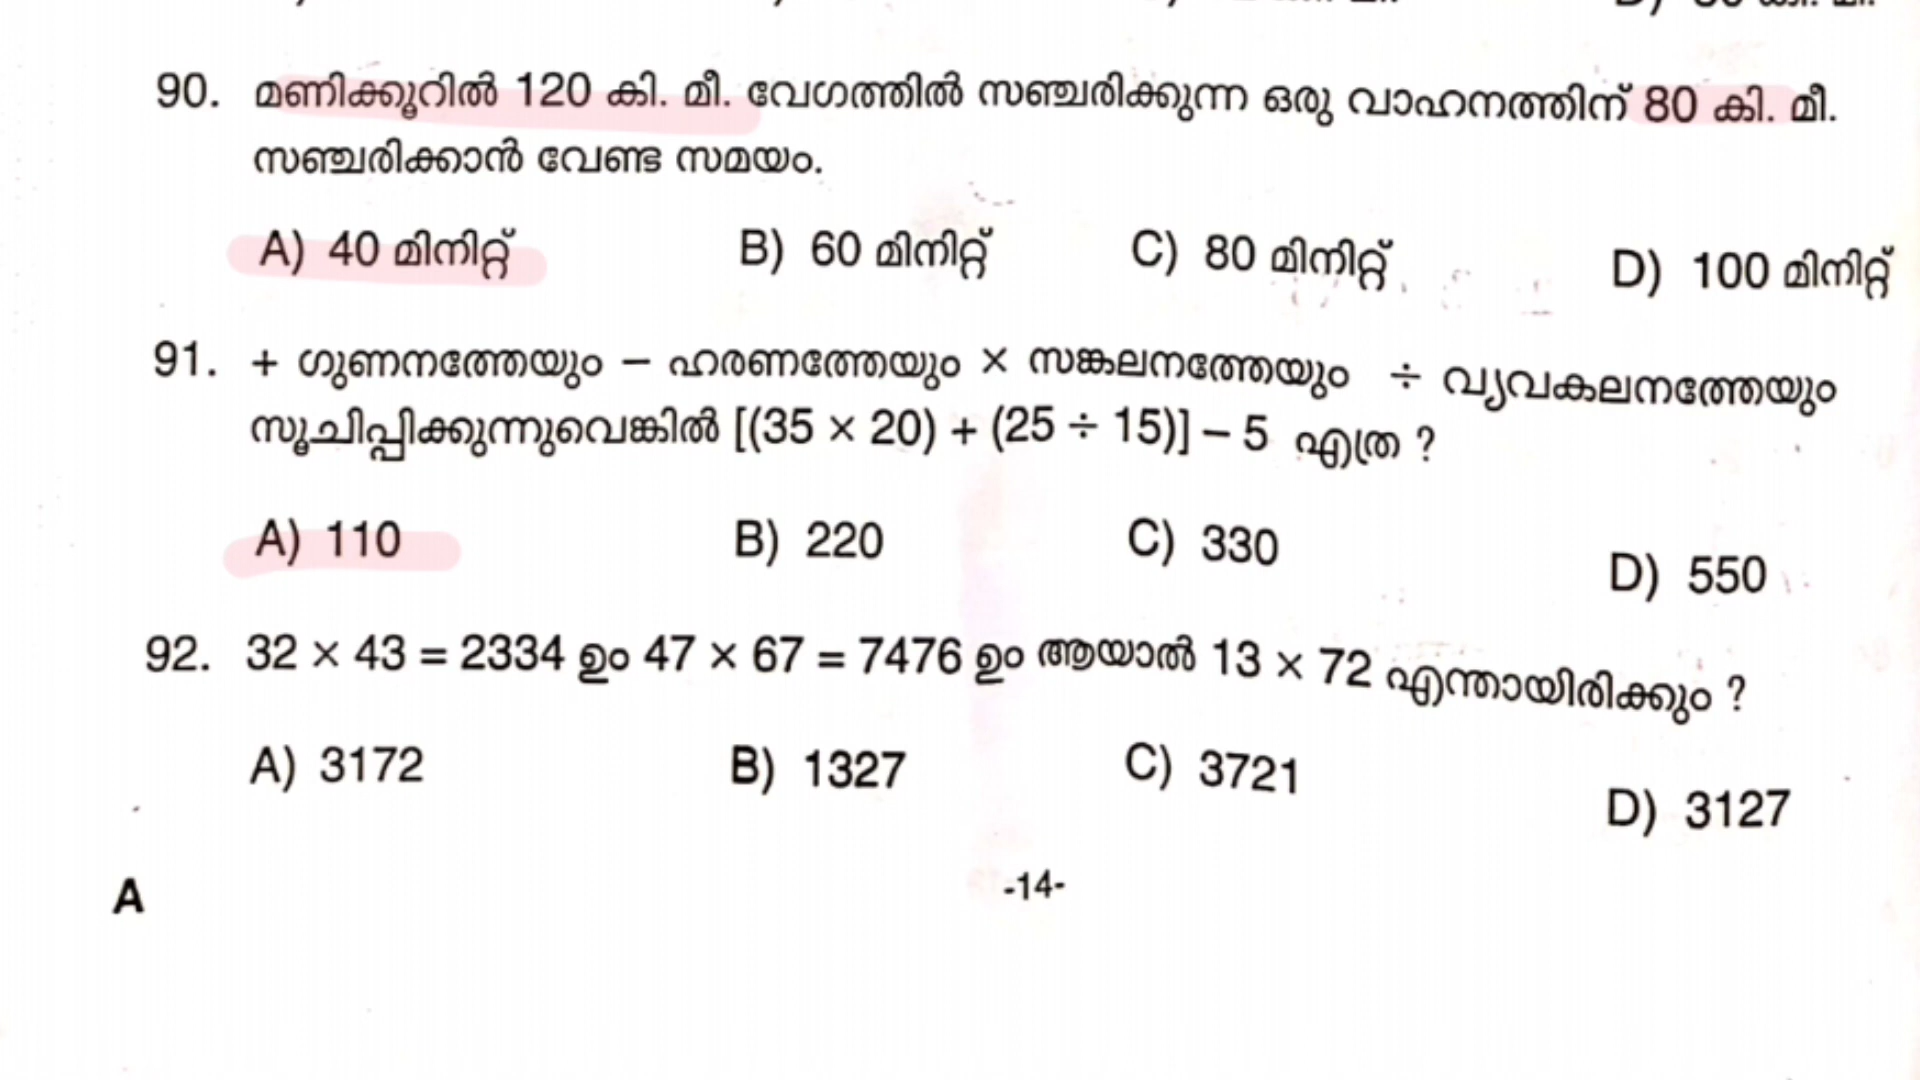 90. മണിക്കൂറിൽ 120 കി. മീ. വേഗത്തിൽ സഞ്ചരിക്കുന്ന ഒരു വാഹനത്തിന് 80 കി. മീ.
സഞ്ചരിക്കാൻ വേണ്ട സമയം.
A) 40 മിനിറ്റ് B) 60 മിനിറ്റ് C) 80 മിനിറ്റ് D) 100 മിനിറ്റ്
91. + ഗുണനത്തേയും – ഹരണത്തേയും × സങ്കലനത്തേയും ÷ വ്യവകലനത്തേയും
സൂചിപ്പിക്കുന്നുവെങ്കിൽ [(35 × 20) + (25 ÷ 15)] – 5 എത്ര ?
A) 110 B) 220 C) 330 D) 550
92. 32 × 43 = 2334 ഉം 47 × 67 = 7476 ഉം ആയാൽ 13 × 72 എന്തായിരിക്കും ?
A) 3172 B) 1327 C) 3721 D) 3127
A -14-